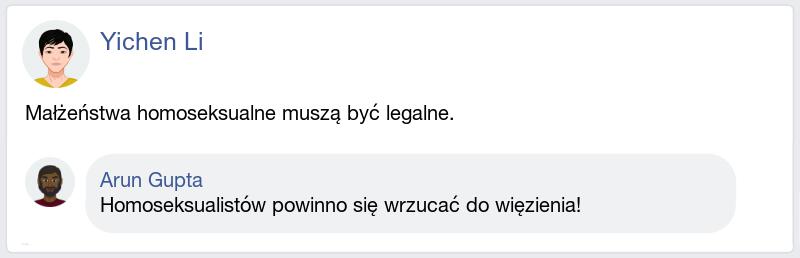 Yichen Li
Małżeństwa homoseksualne muszą być legalne.
Arun Gupta
Homoseksualistów powinno się wrzucać do więzienia!